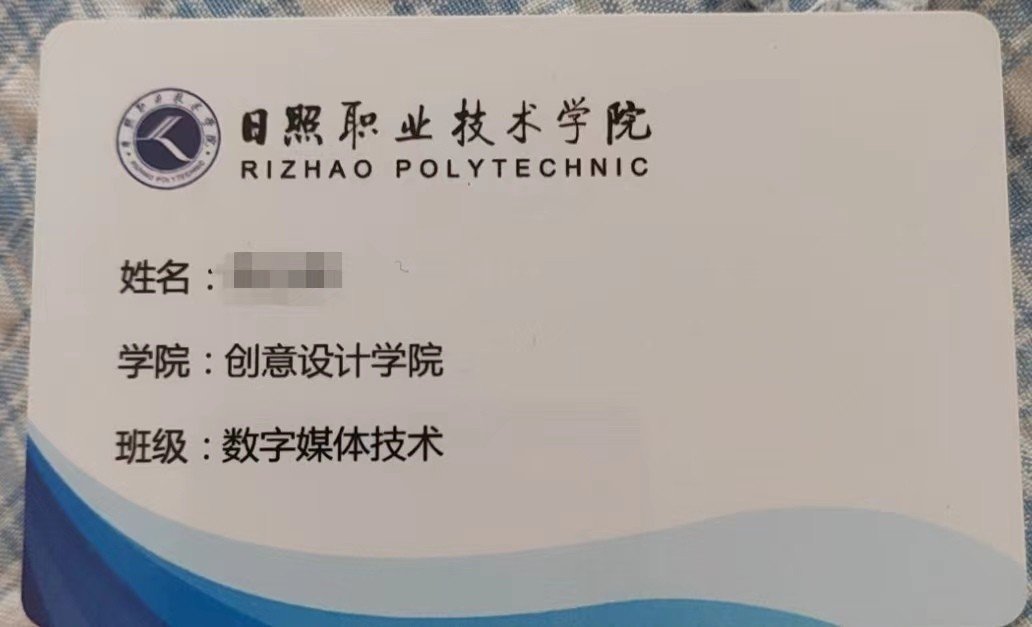 日照职业技术学院
RIZHAO POLYTECHNIC
姓名：
学院：创意设计学院
班级：数字媒体技术